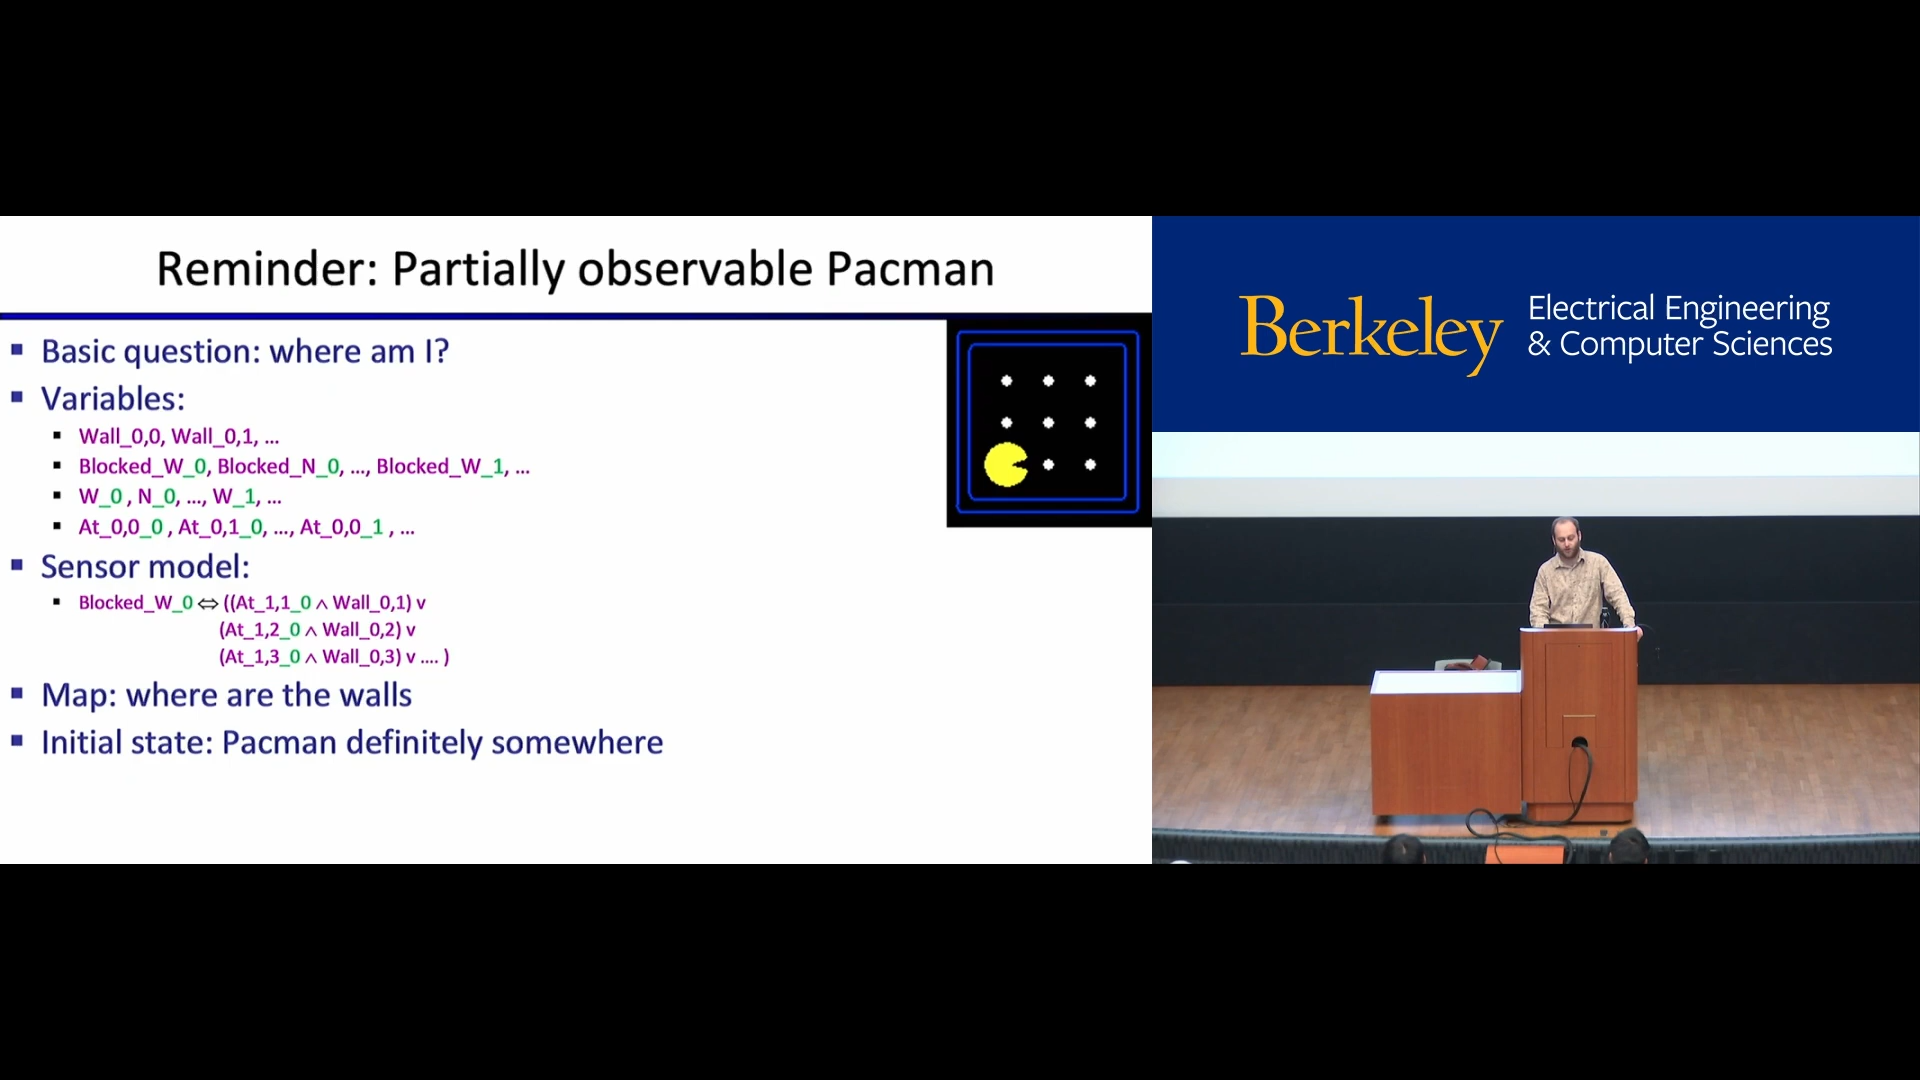 Reminder: Partially observable Pacman
▪ Basic question: where am I?
▪ Variables:
▪ Wall_0,0, Wall_0,1, ...
▪ Blocked_W_0, Blocked_N_0, ..., Blocked_W_1, ...
▪ W_0 , N_0, ..., W_1, ...
▪ At_0,0_0 , At_0,1_0, ..., At_0,0_1 , ...
▪ Sensor model:
▪ Blocked_W_0 ⇔ ((At_1,1_0 ∧ Wall_0,1) v
(At_1,2_0 ∧ Wall_0,2) v
(At_1,3_0 ∧ Wall_0,3) v .... )
▪ Map: where are the walls
▪ Initial state: Pacman definitely somewhere
Berkeley
Electrical Engineering
& Computer Sciences